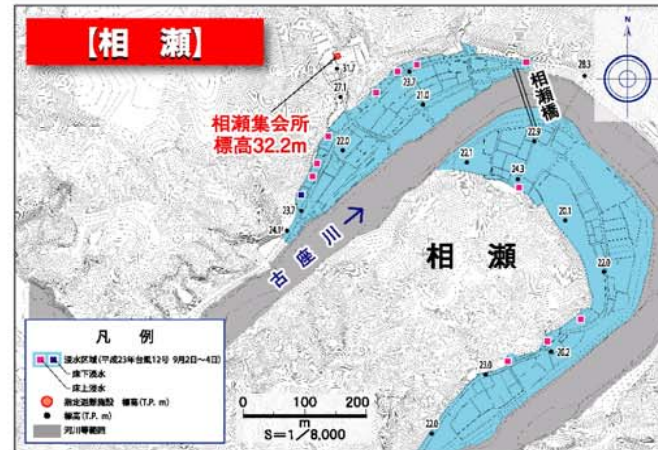 【相 瀬】
N
28.3
31.7
27.1
23.7
21.0
相瀬橋
相瀬集会所
標高32.2m
22.0
22.9
22.1
24.3
23.7
20.1
古座川
相 瀬
22.0
20.2
23.0
22.0
凡 例
浸水区域(平成23年台風12号 9月2日~4日)
床下浸水
床上浸水
指定避難施設 標高(T.P. m)
標高(T.P. m)
河川等範囲
0 100 200
m
S=1/8,000